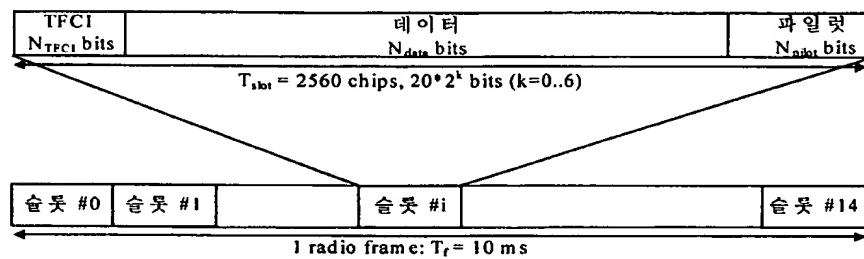 TFCI
N_TFCI bits
데이터
N_data bits
파일럿
N_pilot bits
T_slot = 2560 chips, 20*2^k bits (k=0..6)
슬롯 #0
슬롯 #1
슬롯 #i
슬롯 #14
1 radio frame: T_f = 10 ms